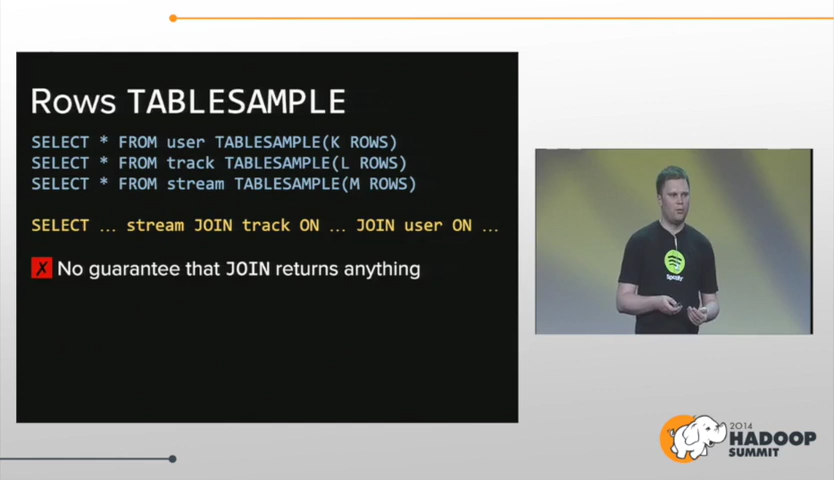 Rows TABLESAMPLE
SELECT * FROM user TABLESAMPLE(K ROWS)
SELECT * FROM track TABLESAMPLE(L ROWS)
SELECT * FROM stream TABLESAMPLE(M ROWS)
SELECT … stream JOIN track ON … JOIN user ON …
✗ No guarantee that JOIN returns anything
Spotify
2014
HADOOP
SUMMIT